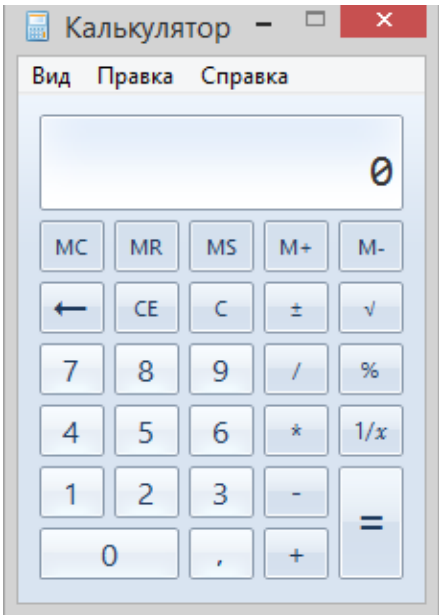 Калькулятор
Вид Правка Справка
0
MC MR MS M+ M-
← CE C ± √
7 8 9 / %
4 5 6 * 1/x
1 2 3 - =
0 , +